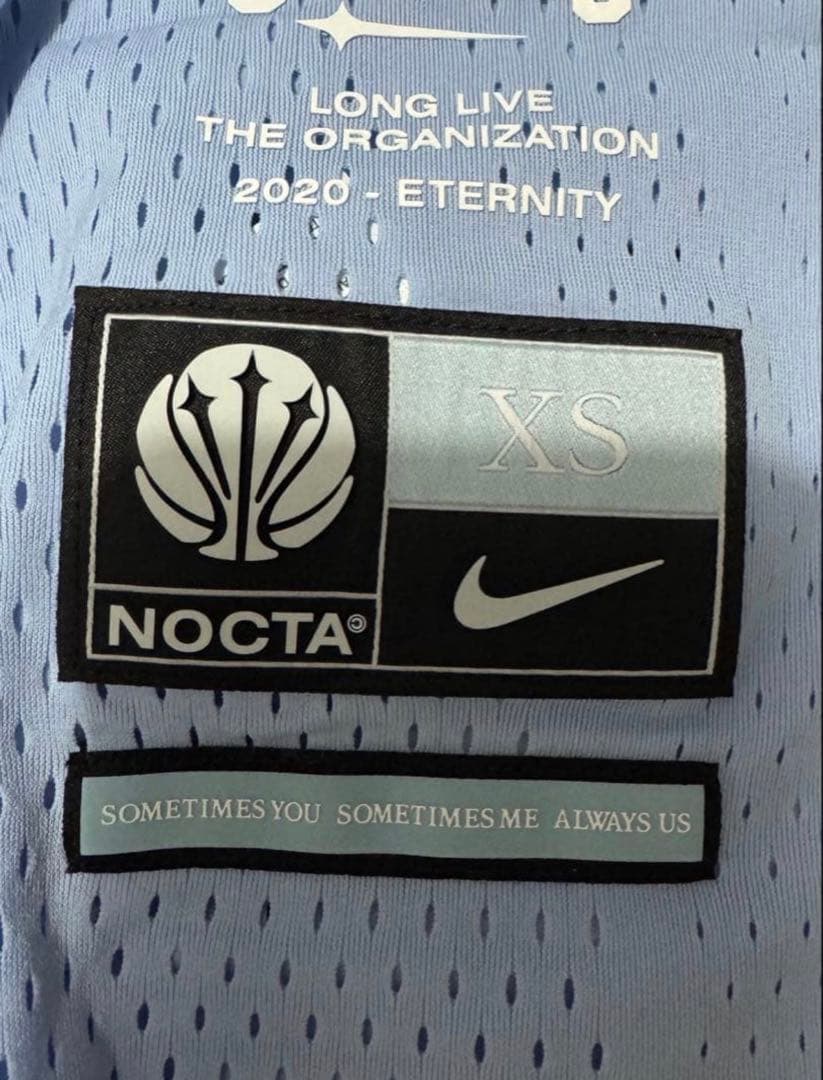 LONG LIVE
THE ORGANIZATION
2020 - ETERNITY
XS
NOCTA©
SOMETIMES YOU SOMETIMES ME ALWAYS US